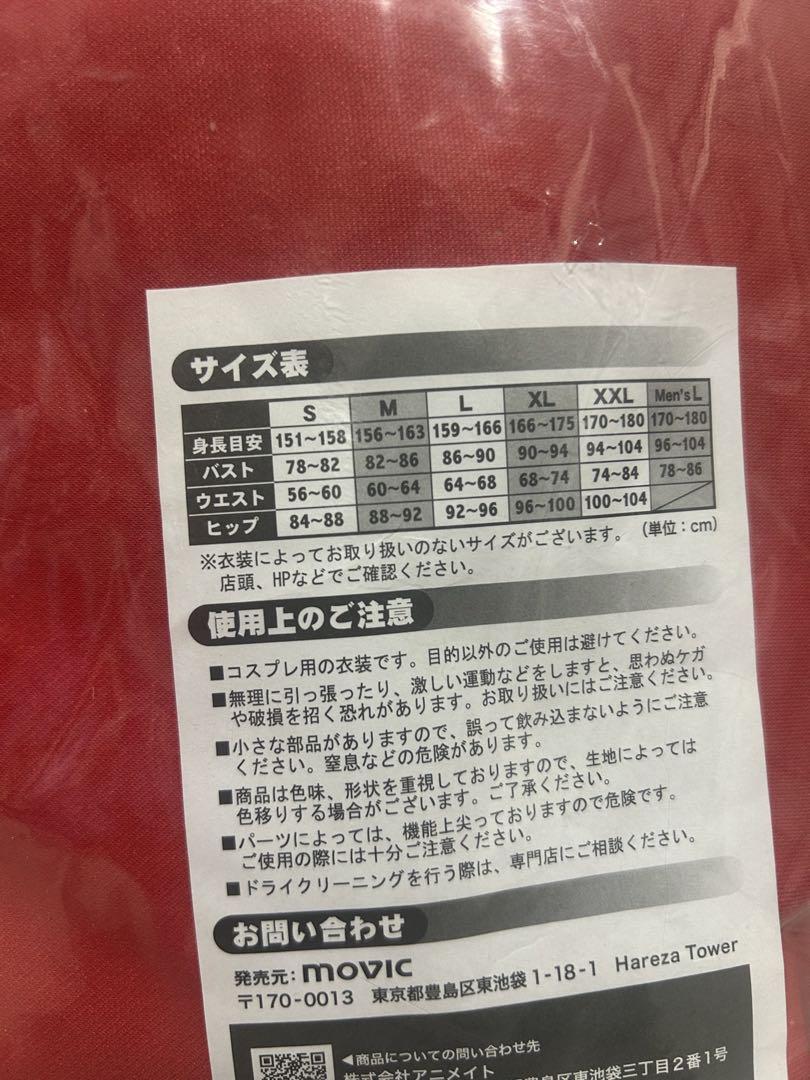 サイズ表
S M L XL XXL Men's L
身長目安 151~158 156~163 159~166 166~175 170~180 170~180
バスト 78~82 82~86 86~90 90~94 94~104 96~104
ウエスト 56~60 60~64 64~68 68~74 74~84 78~86
ヒップ 84~88 88~92 92~96 96~100 100~104
※衣装によってお取り扱いのないサイズがございます。 (単位:cm)
店頭、HPなどでご確認ください。
使用上のご注意
■コスプレ用の衣装です。目的以外のご使用は避けてください。
■無理に引っ張ったり、激しい運動などをしますと、思わぬケガ
や破損を招く恐れがあります。お取り扱いにはご注意ください。
■小さな部品がありますので、誤って飲み込まないようにご注意
ください。窒息などの危険があります。
■商品は色味、形状を重視しておりますので、生地によっては
色移りする場合がございます。ご了承ください。
■パーツによっては、機能上尖っておりますので危険です。
ご使用の際には十分ご注意ください。
■ドライクリーニングを行う際は、専門店にご相談ください。
お問い合わせ
発売元:movic
〒170-0013 東京都豊島区東池袋1-18-1 Hareza Tower
◀商品についての問い合わせ先
株式会社アニメイト
豊島区東池袋三丁目2番1号